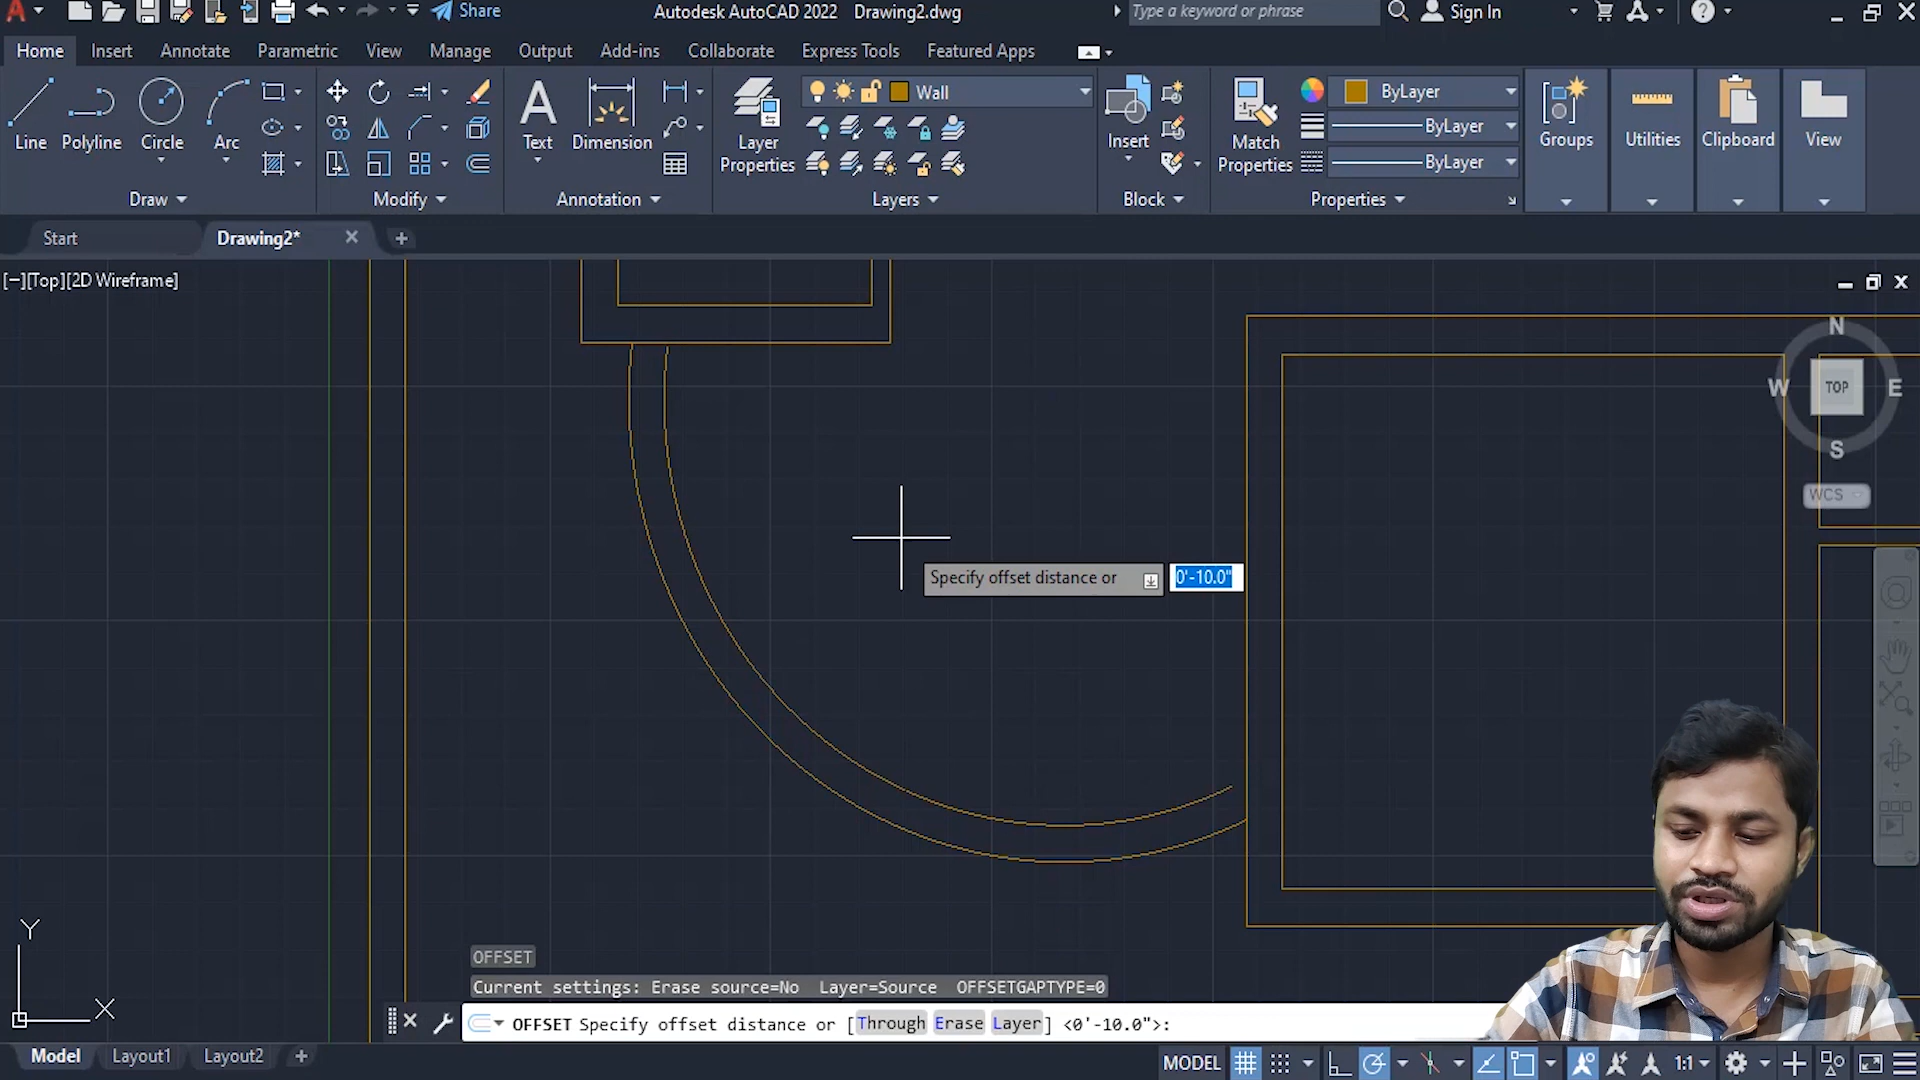 Share
Autodesk AutoCAD 2022 Drawing2.dwg
Type a keyword or phrase
Sign In
Home Insert Annotate Parametric View Manage Output Add-ins Collaborate Express Tools Featured Apps
Wall
ByLayer
ByLayer
ByLayer
Line Polyline Circle Arc
Text Dimension
Layer Properties
Insert
Match Properties
Groups Utilities Clipboard View
Draw Modify Annotation Layers Block Properties
Start Drawing2*
[−][Top][2D Wireframe]
N
W TOP E
S
WCS
Specify offset distance or 0'-10.0"
Y
X
OFFSET
Current settings: Erase source=No Layer=Source OFFSETGAPTYPE=0
OFFSET Specify offset distance or [Through Erase Layer] <0'-10.0">:
Model Layout1 Layout2
MODEL 1:1